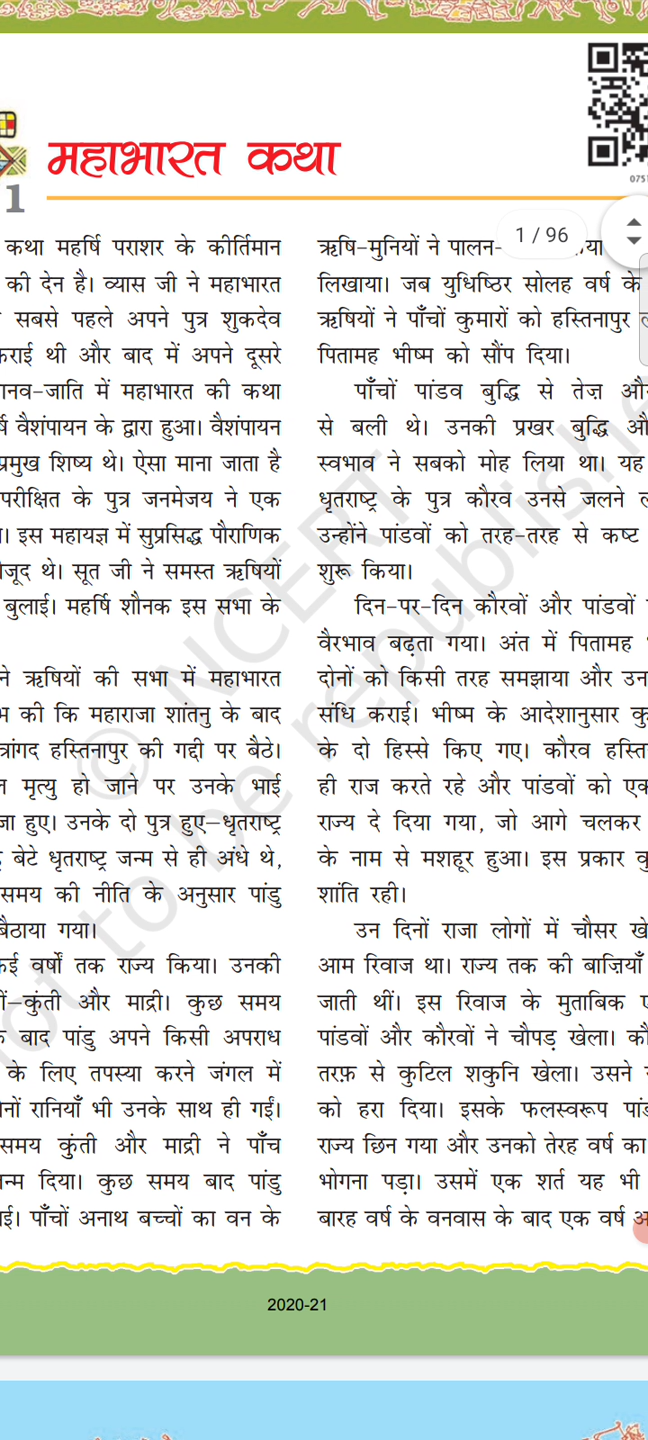 महाभारत कथा
1
075
1 / 96
कथा महर्षि पराशर के कीर्तिमान
की देन है। व्यास जी ने महाभारत
सबसे पहले अपने पुत्र शुकदेव
कराई थी और बाद में अपने दूसरे
मानव-जाति में महाभारत की कथा
वैशंपायन के द्वारा हुआ। वैशंपायन
प्रमुख शिष्य थे। ऐसा माना जाता है
परीक्षित के पुत्र जनमेजय ने एक
इस महायज्ञ में सुप्रसिद्ध पौराणिक
मौजूद थे। सूत जी ने समस्त ऋषियों
बुलाई। महर्षि शौनक इस सभा के
ने ऋषियों की सभा में महाभारत
की कि महाराजा शांतनु के बाद
चित्रांगद हस्तिनापुर की गद्दी पर बैठे।
मृत्यु हो जाने पर उनके भाई
हुए। उनके दो पुत्र हुए–धृतराष्ट्र
बेटे धृतराष्ट्र जन्म से ही अंधे थे,
समय की नीति के अनुसार पांडु
बैठाया गया।
कई वर्षों तक राज्य किया। उनकी
कुंती और माद्री। कुछ समय
के बाद पांडु अपने किसी अपराध
के लिए तपस्या करने जंगल में
रानियाँ भी उनके साथ ही गईं।
समय कुंती और माद्री ने पाँच
जन्म दिया। कुछ समय बाद पांडु
पाँचों अनाथ बच्चों का वन के
ऋषि-मुनियों ने पालन-
लिखाया। जब युधिष्ठिर सोलह वर्ष के
ऋषियों ने पाँचों कुमारों को हस्तिनापुर
पितामह भीष्म को सौंप दिया।
पाँचों पांडव बुद्धि से तेज़
से बली थे। उनकी प्रखर बुद्धि
स्वभाव ने सबको मोह लिया था। यह
धृतराष्ट्र के पुत्र कौरव उनसे जलने
उन्होंने पांडवों को तरह-तरह से कष्ट
शुरू किया।
दिन-पर-दिन कौरवों और पांडवों
वैरभाव बढ़ता गया। अंत में पितामह
दोनों को किसी तरह समझाया और
संधि कराई। भीष्म के आदेशानुसार
के दो हिस्से किए गए। कौरव
ही राज करते रहे और पांडवों को
राज्य दे दिया गया, जो आगे चलकर
के नाम से मशहूर हुआ। इस प्रकार
शांति रही।
उन दिनों राजा लोगों में चौसर
आम रिवाज था। राज्य तक की बाज़ियाँ
जाती थीं। इस रिवाज के मुताबिक
पांडवों और कौरवों ने चौपड़ खेला।
तरफ़ से कुटिल शकुनि खेला। उसने
को हरा दिया। इसके फलस्वरूप
राज्य छिन गया और उनको तेरह वर्ष का
भोगना पड़ा। उसमें एक शर्त यह भी
बारह वर्ष के वनवास के बाद एक वर्ष
© NCERT
not to be republished
2020-21